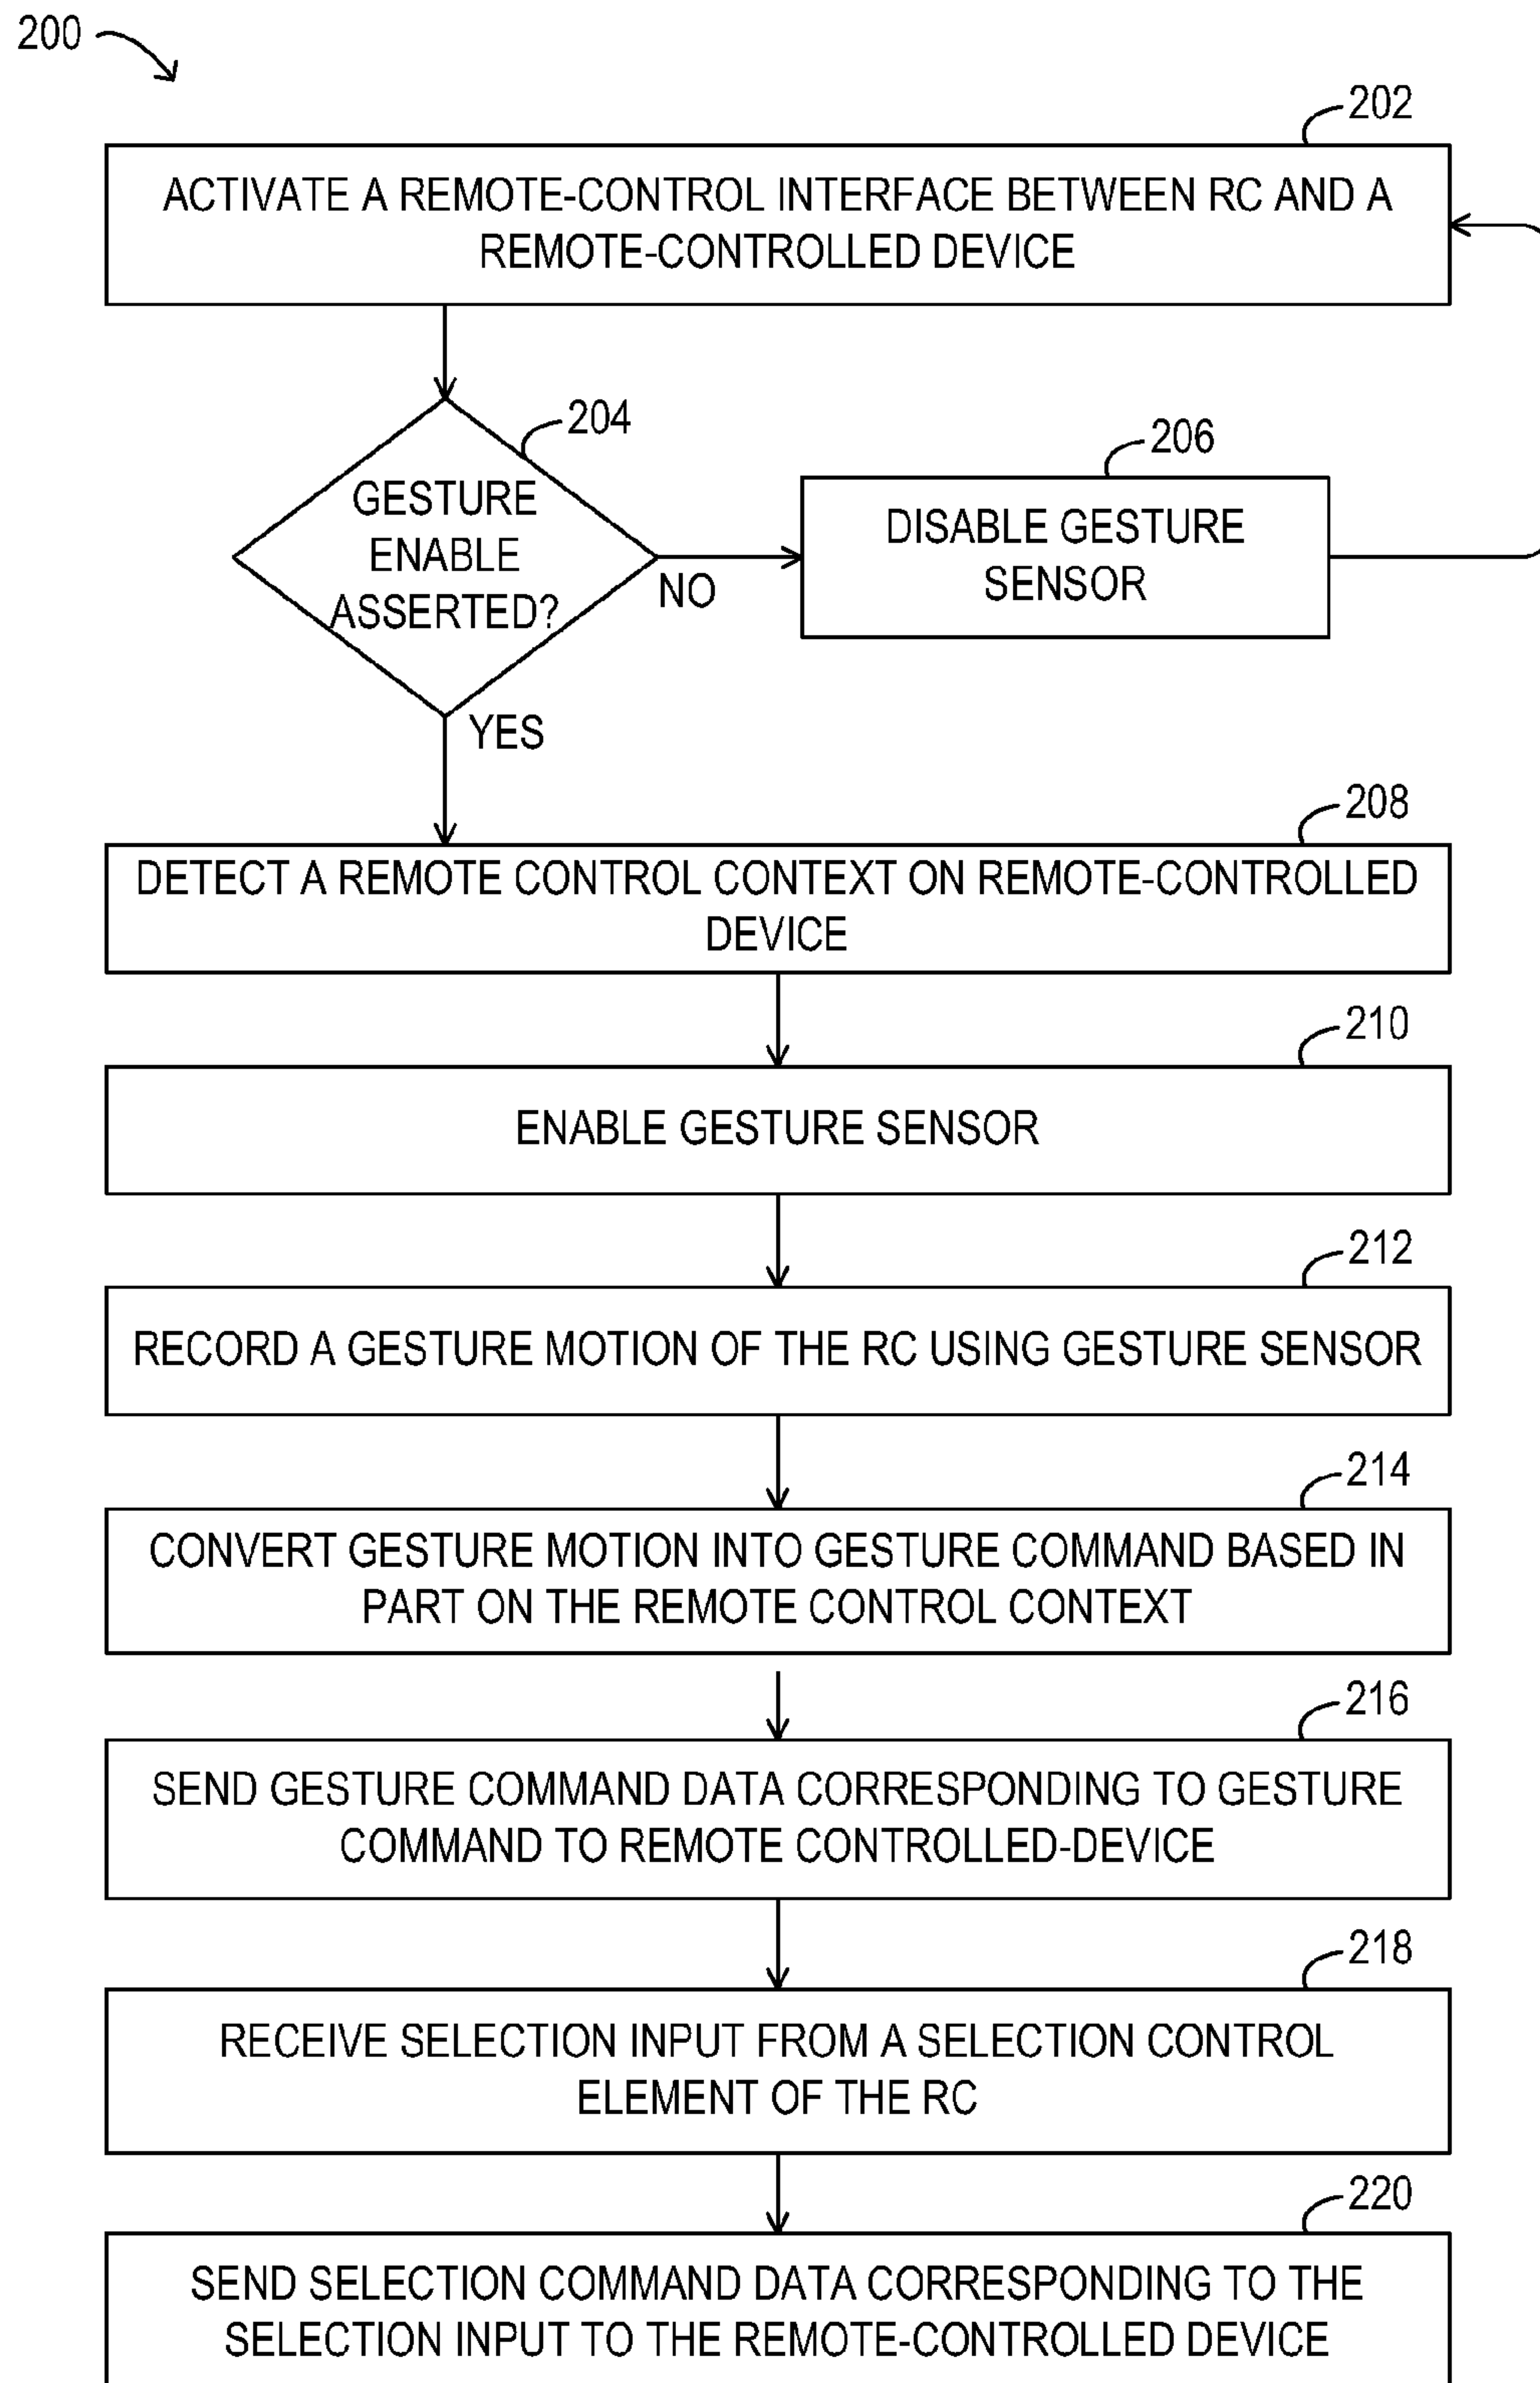 200
202
ACTIVATE A REMOTE-CONTROL INTERFACE BETWEEN RC AND A
REMOTE-CONTROLLED DEVICE
204
GESTURE
ENABLE
ASSERTED?
NO
206
DISABLE GESTURE
SENSOR
YES
208
DETECT A REMOTE CONTROL CONTEXT ON REMOTE-CONTROLLED
DEVICE
210
ENABLE GESTURE SENSOR
212
RECORD A GESTURE MOTION OF THE RC USING GESTURE SENSOR
214
CONVERT GESTURE MOTION INTO GESTURE COMMAND BASED IN
PART ON THE REMOTE CONTROL CONTEXT
216
SEND GESTURE COMMAND DATA CORRESPONDING TO GESTURE
COMMAND TO REMOTE CONTROLLED-DEVICE
218
RECEIVE SELECTION INPUT FROM A SELECTION CONTROL
ELEMENT OF THE RC
220
SEND SELECTION COMMAND DATA CORRESPONDING TO THE
SELECTION INPUT TO THE REMOTE-CONTROLLED DEVICE